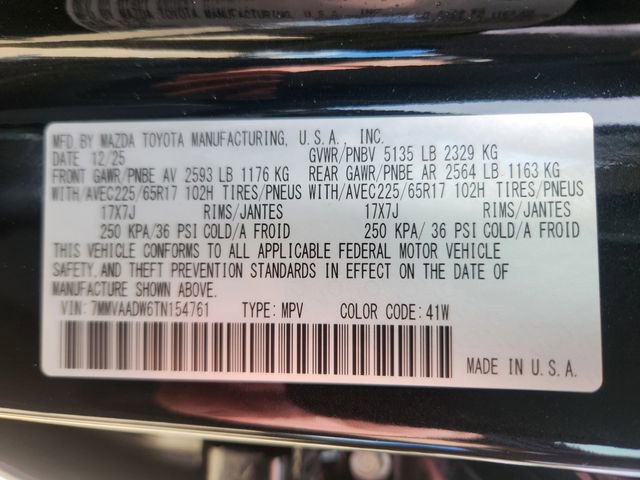 MFD BY MAZDA TOYOTA MANUFACTURING, U.S.A., INC.
DATE 12/25 GVWR/PNBV 5135 LB 2329 KG
FRONT GAWR/PNBE AV 2593 LB 1176 KG REAR GAWR/PNBE AR 2564 LB 1163 KG
WITH/AVEC225/65R17 102H TIRES/PNEUS WITH/AVEC225/65R17 102H TIRES/PNEUS
17X7J RIMS/JANTES 17X7J RIMS/JANTES
250 KPA/36 PSI COLD/A FROID 250 KPA/ 36 PSI COLD/A FROID
THIS VEHICLE CONFORMS TO ALL APPLICABLE FEDERAL MOTOR VEHICLE
SAFETY,AND THEFT PREVENTION STANDARDS IN EFFECT ON THE DATE OF
MANUFACTURE SHOWN ABOVE.
VIN: 7MMVAADW6TN154761 TYPE: MPV COLOR CODE: 41W
MADE IN U.S.A.